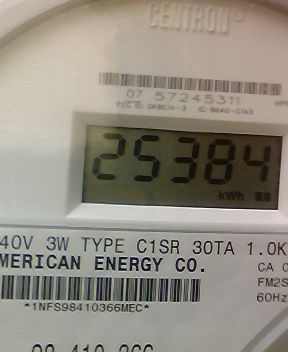 CENTRON
07 57245311
25384
kWh
40V 3W TYPE C1SR 30TA 1.0K
MERICAN ENERGY CO. CA 0
FM2S
*1NFS98410366MEC* 60Hz